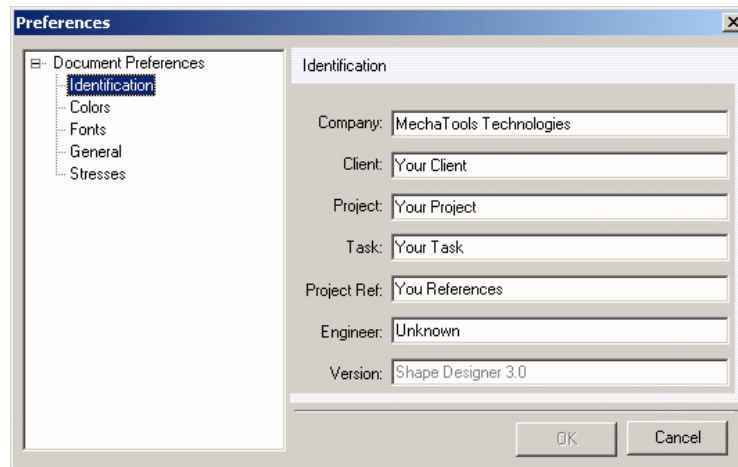 Preferences
Document Preferences
Identification
Colors
Fonts
General
Stresses
Identification
Company: MechaTools Technologies
Client: Your Client
Project: Your Project
Task: Your Task
Project Ref: You References
Engineer: Unknown
Version: Shape Designer 3.0
OK Cancel